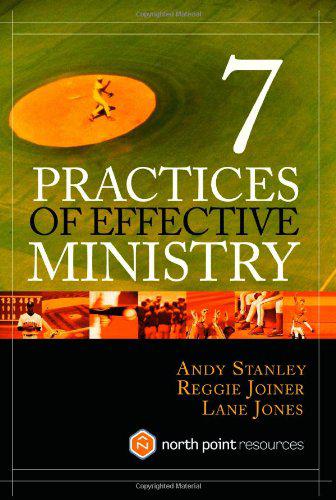 7
PRACTICES
OF EFFECTIVE
MINISTRY
ANDY STANLEY
REGGIE JOINER
LANE JONES
north point resources